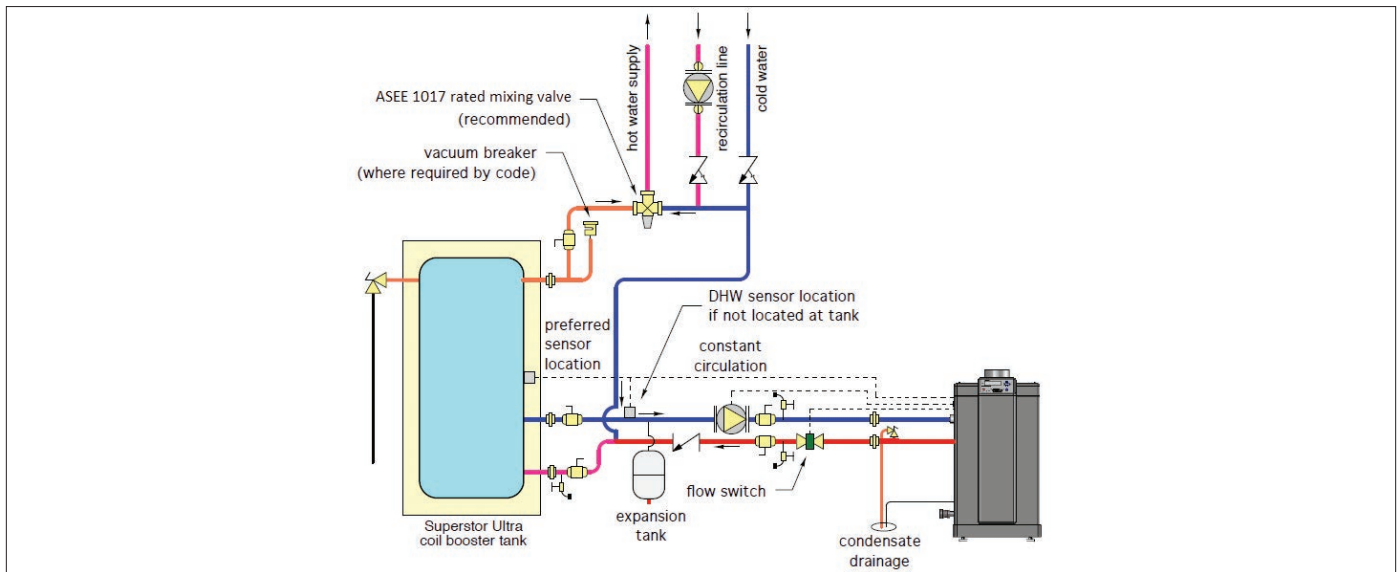 hot water supply
recirculation line
cold water
ASEE 1017 rated mixing valve
(recommended)
vacuum breaker
(where required by code)
DHW sensor location
if not located at tank
preferred
sensor
location
constant
circulation
flow switch
expansion
tank
Superstor Ultra
coil booster tank
condensate
drainage